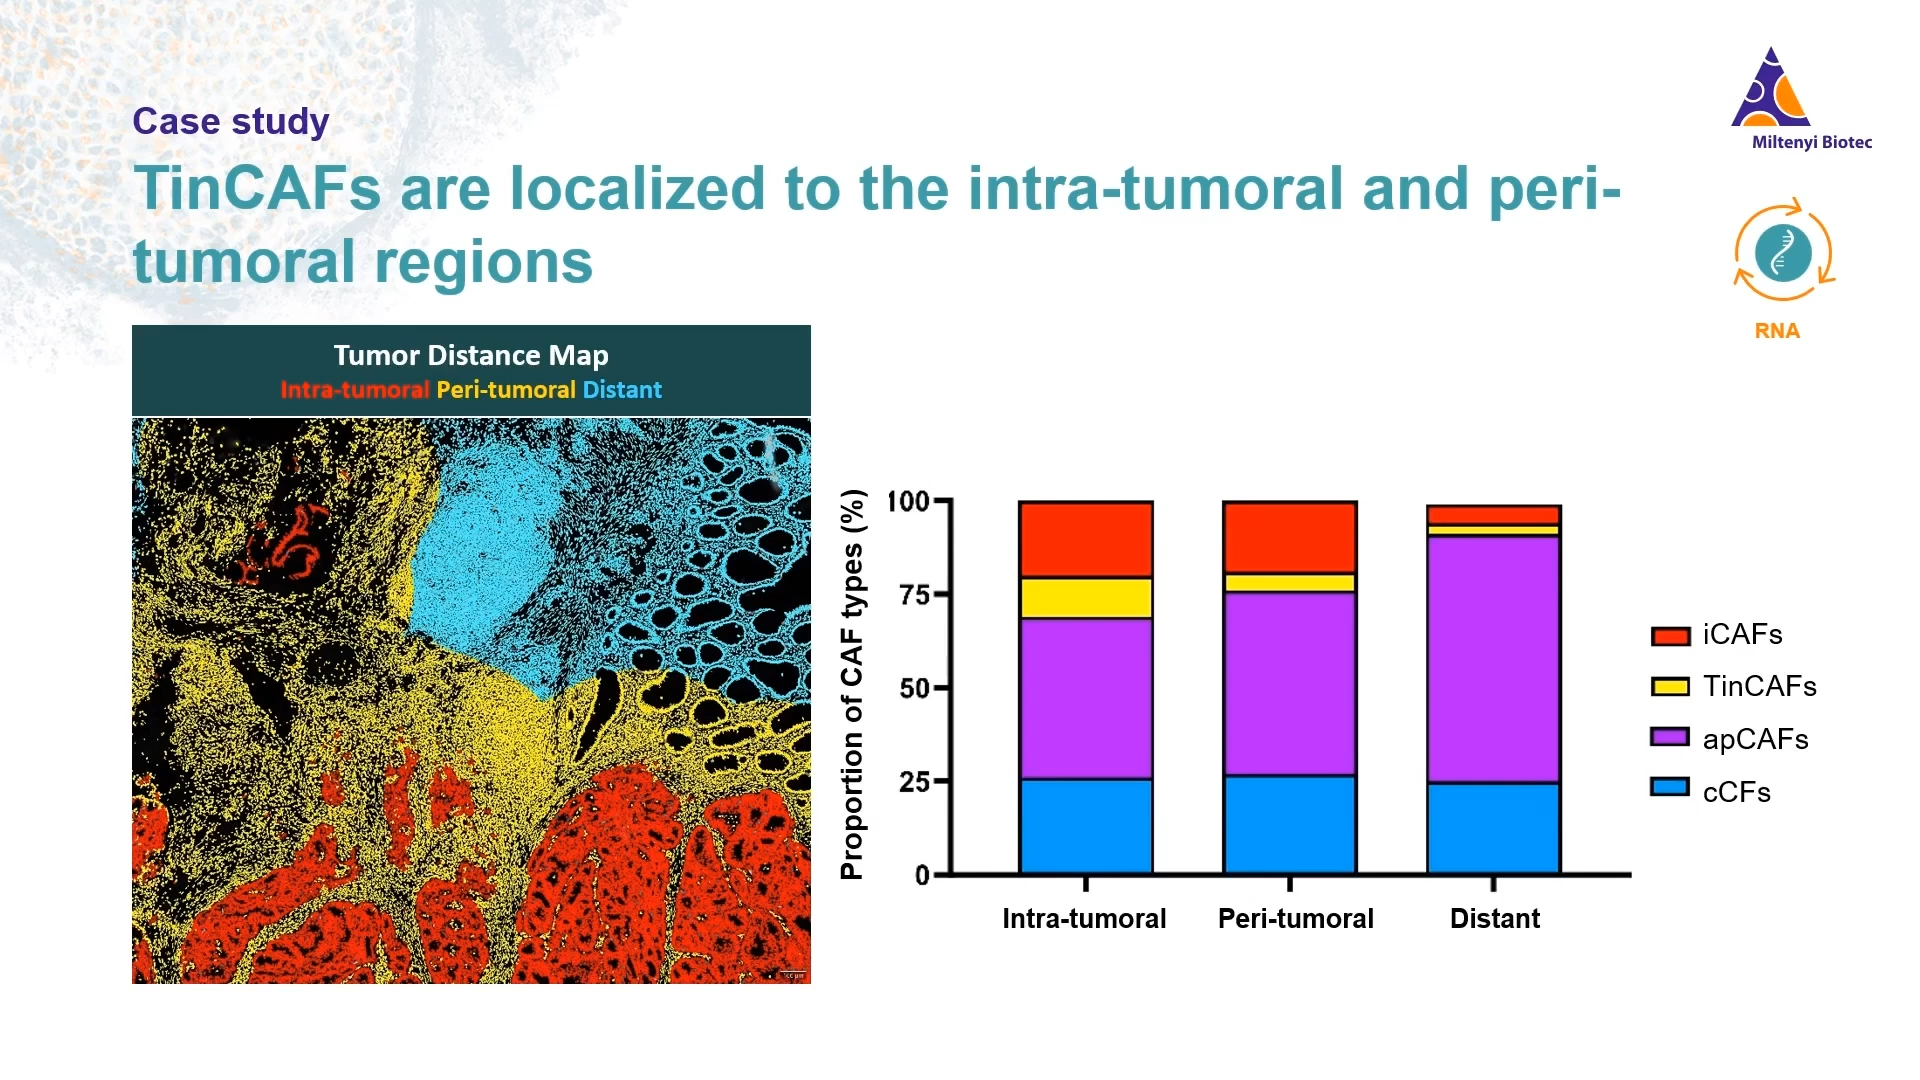 Case study
TinCAFs are localized to the intra-tumoral and peri-
tumoral regions
Miltenyi Biotec
RNA
Tumor Distance Map
Intra-tumoral Peri-tumoral Distant
Proportion of CAF types (%)
100
75
50
25
0
Intra-tumoral
Peri-tumoral
Distant
iCAFs
TinCAFs
apCAFs
cCFs